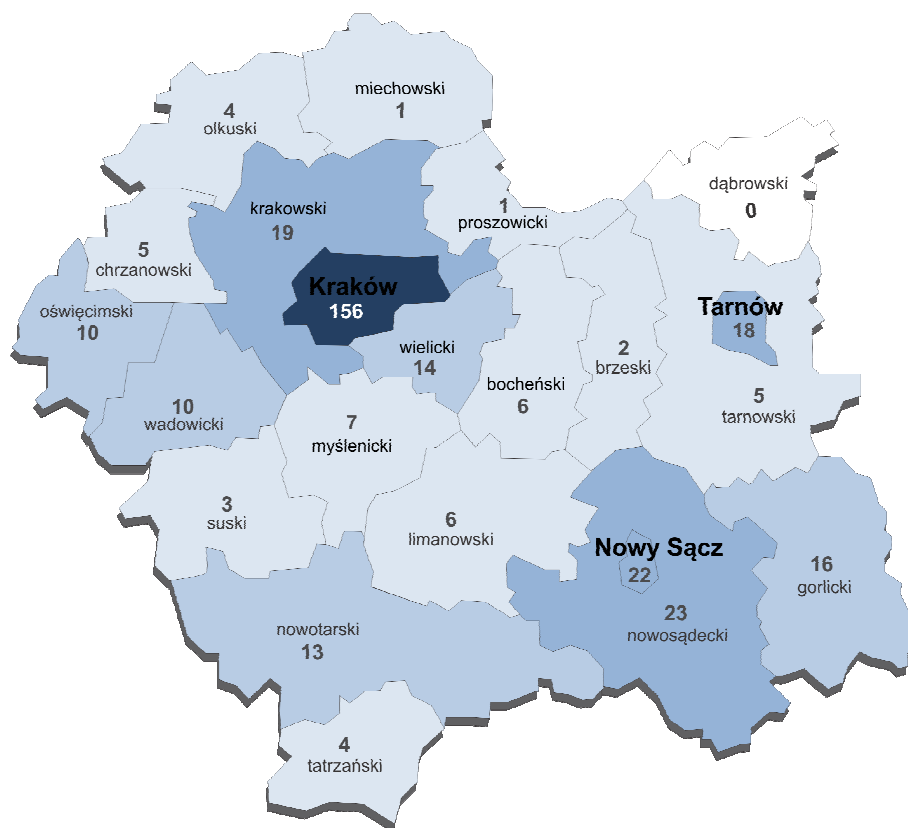 miechowski
1
4
olkuski
dąbrowski
0
krakowski
19
1
proszowicki
5
chrzanowski
Kraków
156
oświęcimski
10
Tarnów
18
wielicki
14
2
brzeski
bocheński
6
10
wadowicki
5
tarnowski
7
myślenicki
3
suski
6
limanowski
Nowy Sącz
22
16
gorlicki
23
nowosądecki
nowotarski
13
4
tatrzański